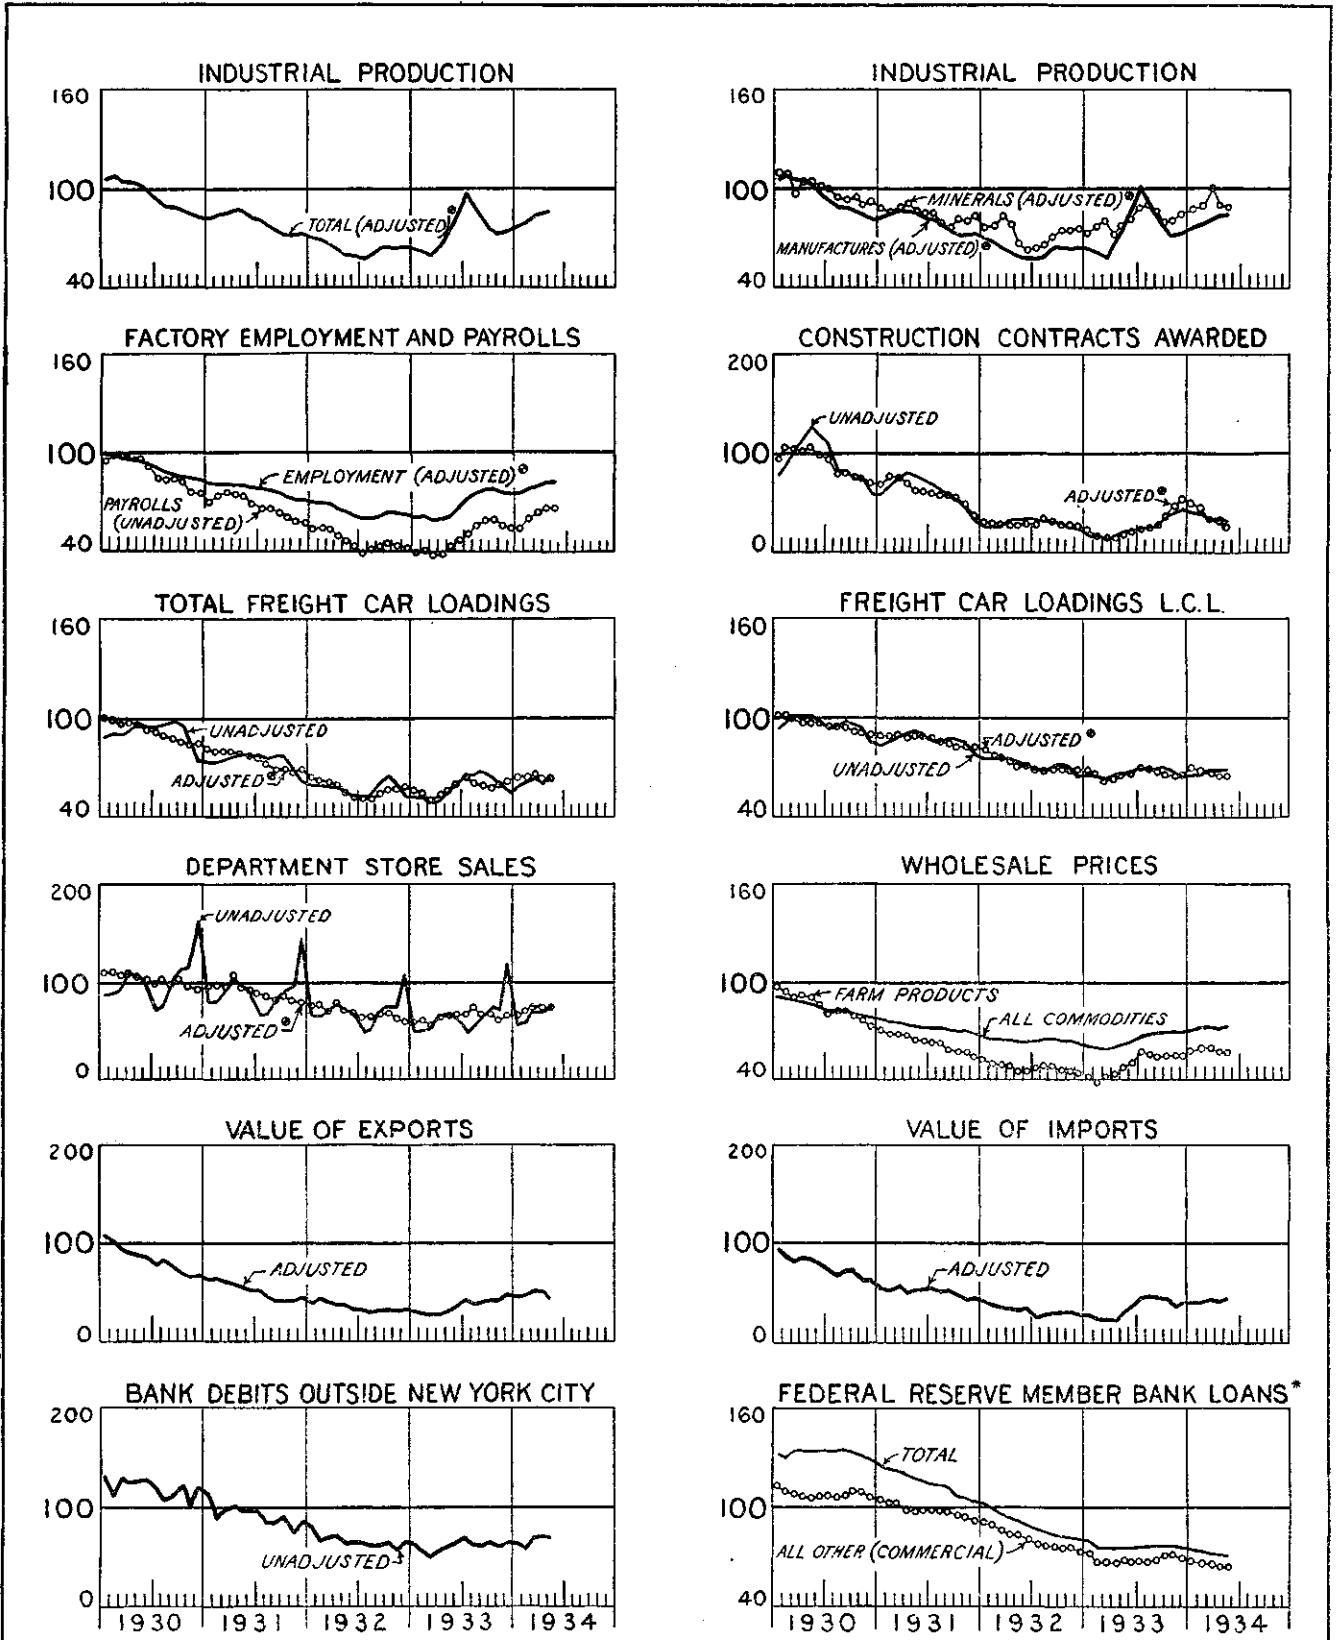 INDUSTRIAL PRODUCTION
160
100
40
TOTAL (ADJUSTED)
INDUSTRIAL PRODUCTION
160
100
40
MINERALS (ADJUSTED)
MANUFACTURES (ADJUSTED)
FACTORY EMPLOYMENT AND PAYROLLS
160
100
40
EMPLOYMENT (ADJUSTED)
PAYROLLS
(UNADJUSTED)
CONSTRUCTION CONTRACTS AWARDED
200
100
0
UNADJUSTED
ADJUSTED
TOTAL FREIGHT CAR LOADINGS
160
100
40
UNADJUSTED
ADJUSTED
FREIGHT CAR LOADINGS L.C.L.
160
100
40
ADJUSTED
UNADJUSTED
DEPARTMENT STORE SALES
200
100
0
UNADJUSTED
ADJUSTED
WHOLESALE PRICES
160
100
40
FARM PRODUCTS
ALL COMMODITIES
VALUE OF EXPORTS
200
100
0
ADJUSTED
VALUE OF IMPORTS
200
100
0
ADJUSTED
BANK DEBITS OUTSIDE NEW YORK CITY
200
100
0
UNADJUSTED
1930 1931 1932 1933 1934
FEDERAL RESERVE MEMBER BANK LOANS*
160
100
40
TOTAL
ALL OTHER (COMMERCIAL)
1930 1931 1932 1933 1934